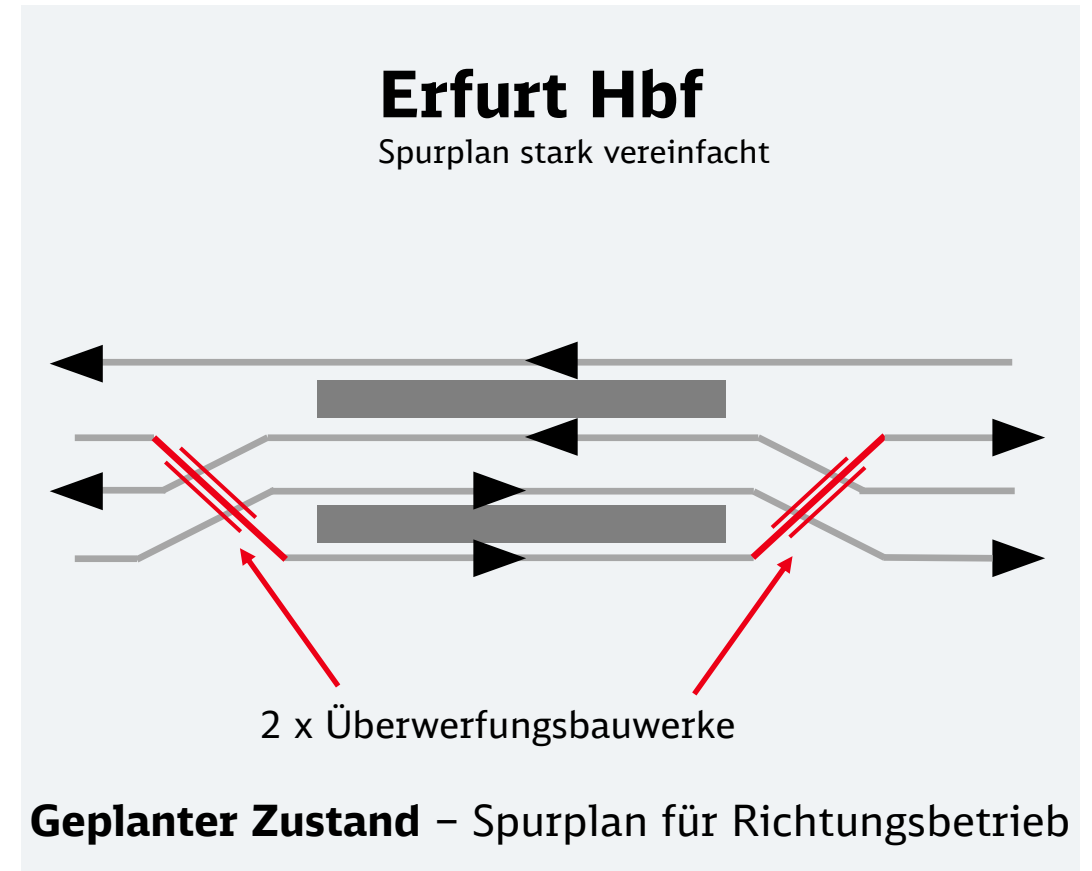 Erfurt Hbf
Spurplan stark vereinfacht
2 x Überwerfungsbauwerke
Geplanter Zustand – Spurplan für Richtungsbetrieb